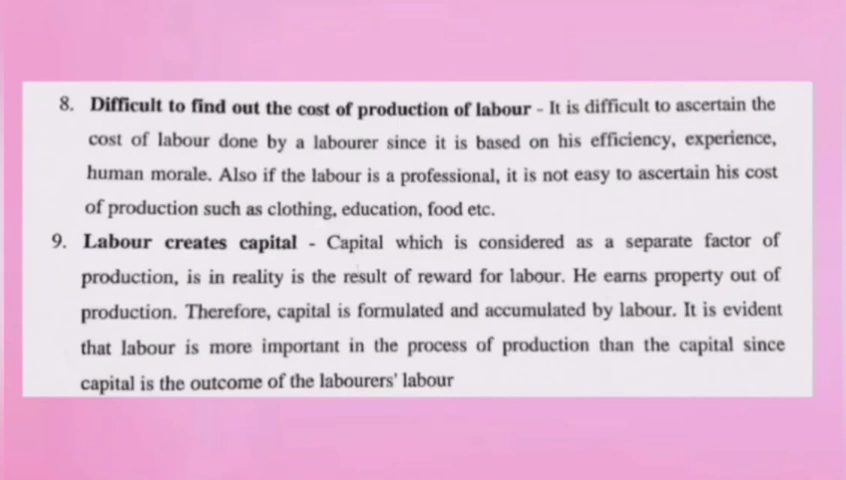 8. Difficult to find out the cost of production of labour - It is difficult to ascertain the
cost of labour done by a labourer since it is based on his efficiency, experience,
human morale. Also if the labour is a professional, it is not easy to ascertain his cost
of production such as clothing, education, food etc.
9. Labour creates capital - Capital which is considered as a separate factor of
production, is in reality is the result of reward for labour. He earns property out of
production. Therefore, capital is formulated and accumulated by labour. It is evident
that labour is more important in the process of production than the capital since
capital is the outcome of the labourers' labour